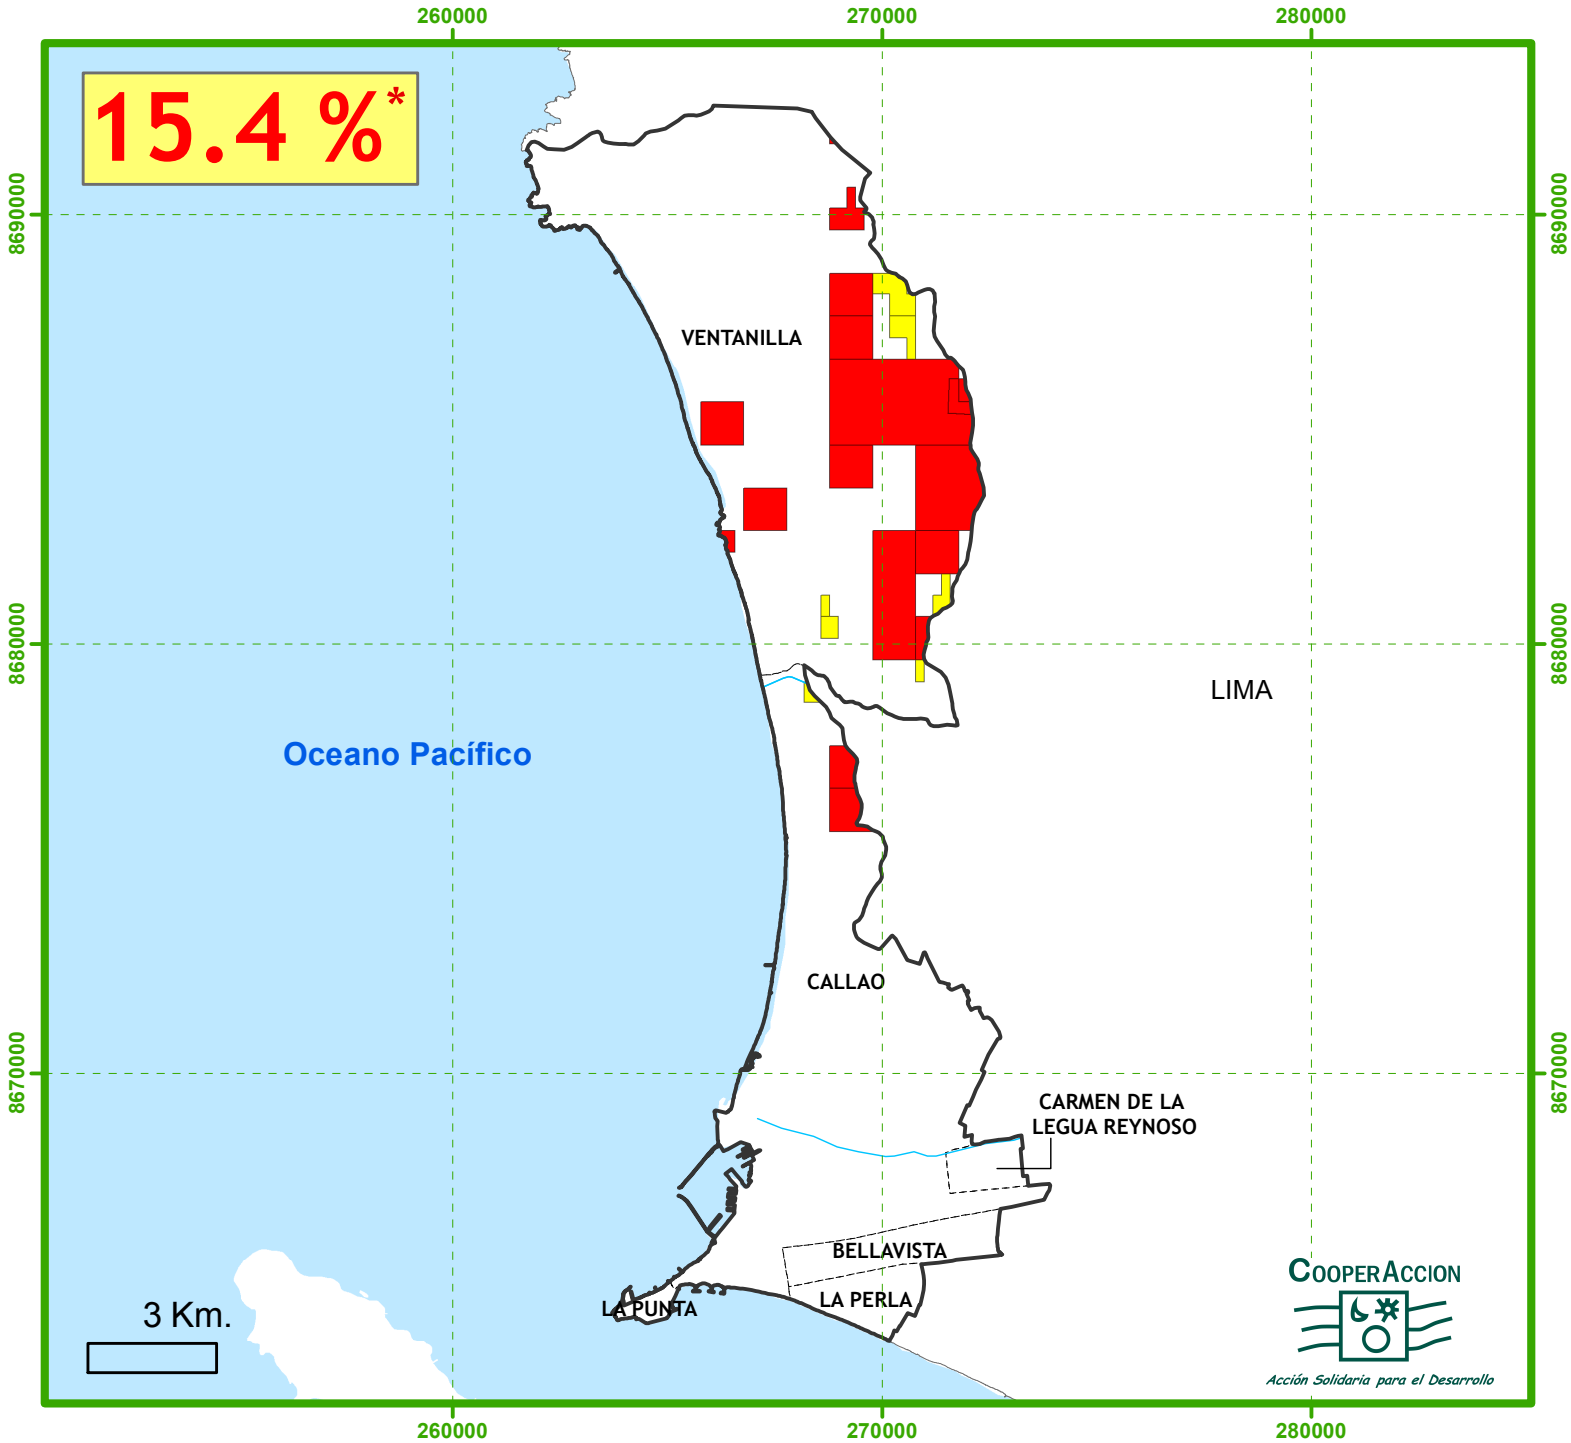 260000
270000
280000
15.4 %*
8690000
8690000
VENTANILLA
8680000
8680000
LIMA
Oceano Pacífico
CALLAO
8670000
8670000
CARMEN DE LA
LEGUA REYNOSO
BELLAVISTA
LA PERLA
LA PUNTA
3 Km.
COOPERACCION
Acción Solidaria para el Desarrollo
260000
270000
280000